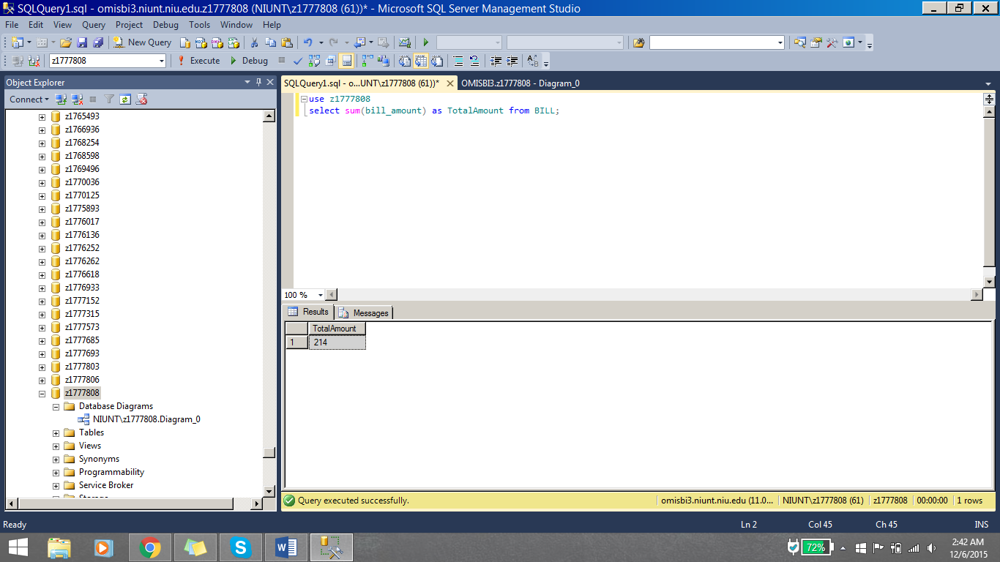 SQLQuery1.sql - omisbi3.niunt.niu.edu.z1777808 (NIUNT\z1777808 (61))* - Microsoft SQL Server Management Studio
File Edit View Query Project Debug Tools Window Help
New Query
z1777808 Execute Debug
Object Explorer
Connect
z1765493
z1766936
z1768254
z1768598
z1769496
z1770036
z1770125
z1775893
z1776017
z1776136
z1776252
z1776262
z1776618
z1776933
z1777152
z1777315
z1777573
z1777685
z1777693
z1777803
z1777806
z1777808
Database Diagrams
NIUNT\z1777808.Diagram_0
Tables
Views
Synonyms
Programmability
Service Broker
SQLQuery1.sql - o...UNT\z1777808 (61))* OMISBI3.z1777808 - Diagram_0
use z1777808
select sum(bill_amount) as TotalAmount from BILL;
100 %
Results Messages
TotalAmount
1 214
Query executed successfully. omisbi3.niunt.niu.edu (11.0... NIUNT\z1777808 (61) z1777808 00:00:00 1 rows
Ready Ln 2 Col 45 Ch 45 INS
72% 2:42 AM
12/6/2015